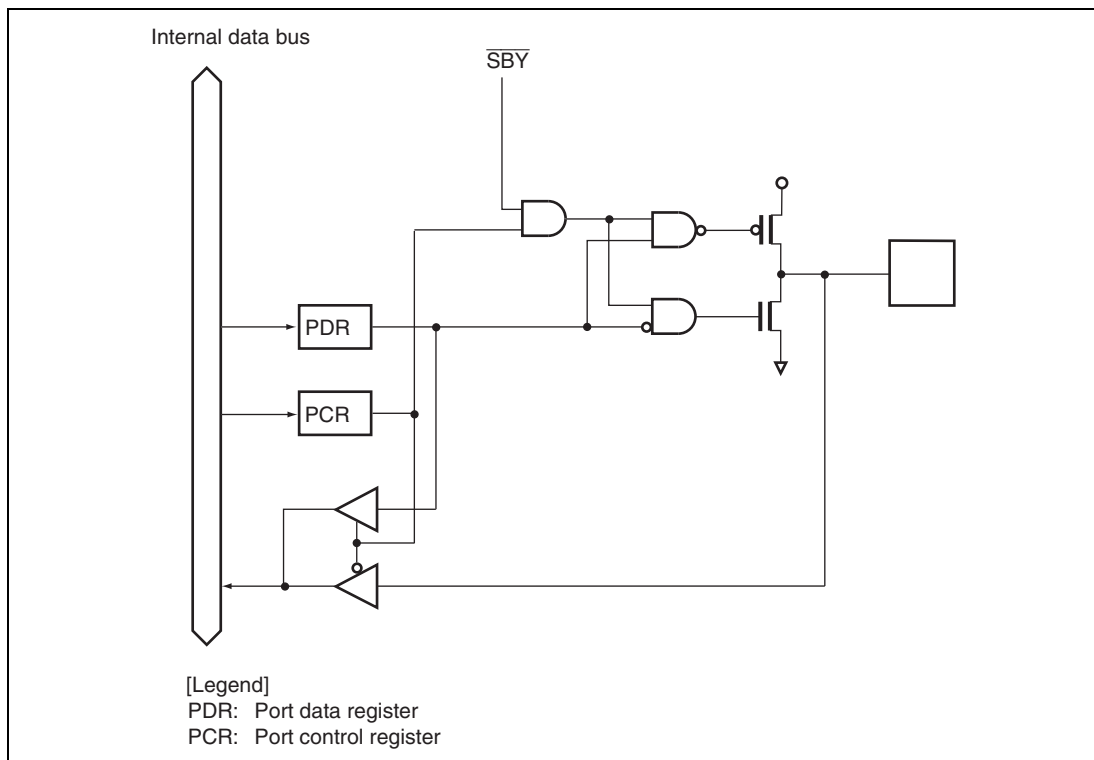 Internal data bus
SBY
PDR
PCR
[Legend]
PDR: Port data register
PCR: Port control register